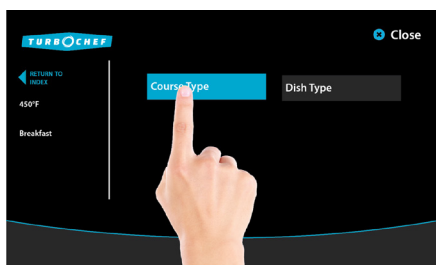 TURBOCHEF
Close
RETURN TO
INDEX
450°F
Breakfast
Course Type
Dish Type